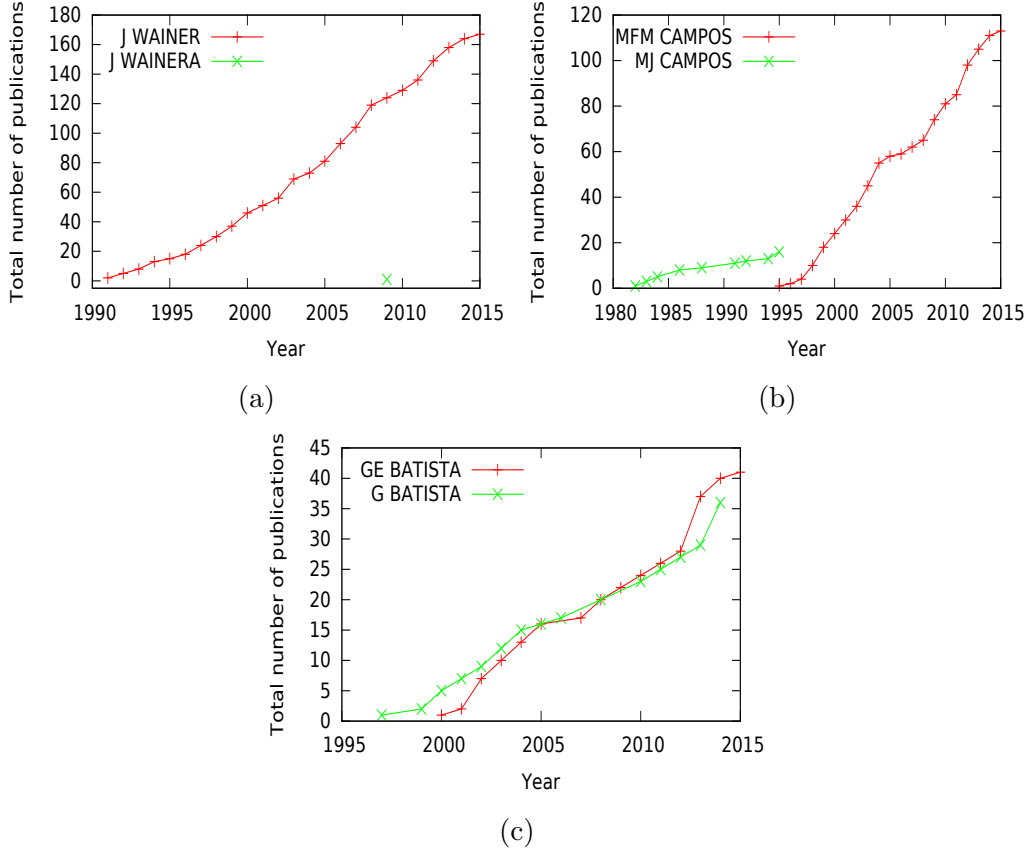 Total number of publications
180
160
140
120
100
80
60
40
20
0
J WAINER
J WAINERA
1990 1995 2000 2005 2010 2015
Year
(a)
Total number of publications
120
100
80
60
40
20
0
MFM CAMPOS
MJ CAMPOS
1980 1985 1990 1995 2000 2005 2010 2015
Year
(b)
Total number of publications
45
40
35
30
25
20
15
10
5
0
GE BATISTA
G BATISTA
1995 2000 2005 2010 2015
Year
(c)